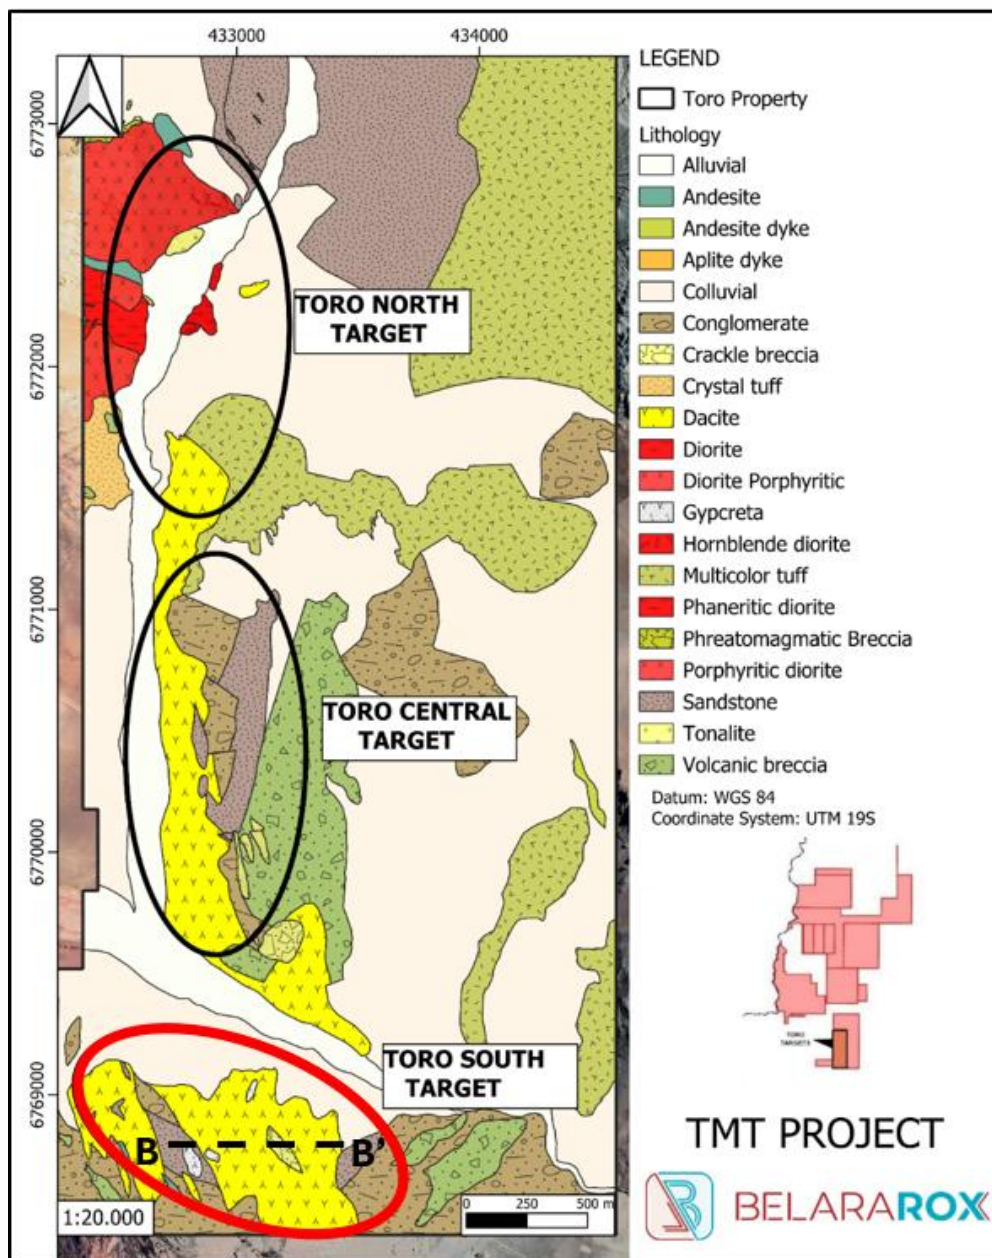 433000
434000
6773000
6772000
6771000
6770000
6769000
TORO NORTH
TARGET
TORO CENTRAL
TARGET
TORO SOUTH
TARGET
B
B'
1:20.000
0
250
500 m
LEGEND
Toro Property
Lithology
Alluvial
Andesite
Andesite dyke
Aplite dyke
Colluvial
Conglomerate
Crackle breccia
Crystal tuff
Dacite
Diorite
Diorite Porphyritic
Gypcreta
Hornblende diorite
Multicolor tuff
Phaneritic diorite
Phreatomagmatic Breccia
Porphyritic diorite
Sandstone
Tonalite
Volcanic breccia
Datum: WGS 84
Coordinate System: UTM 19S
TORO
TARGETS
TMT PROJECT
BELARAROX